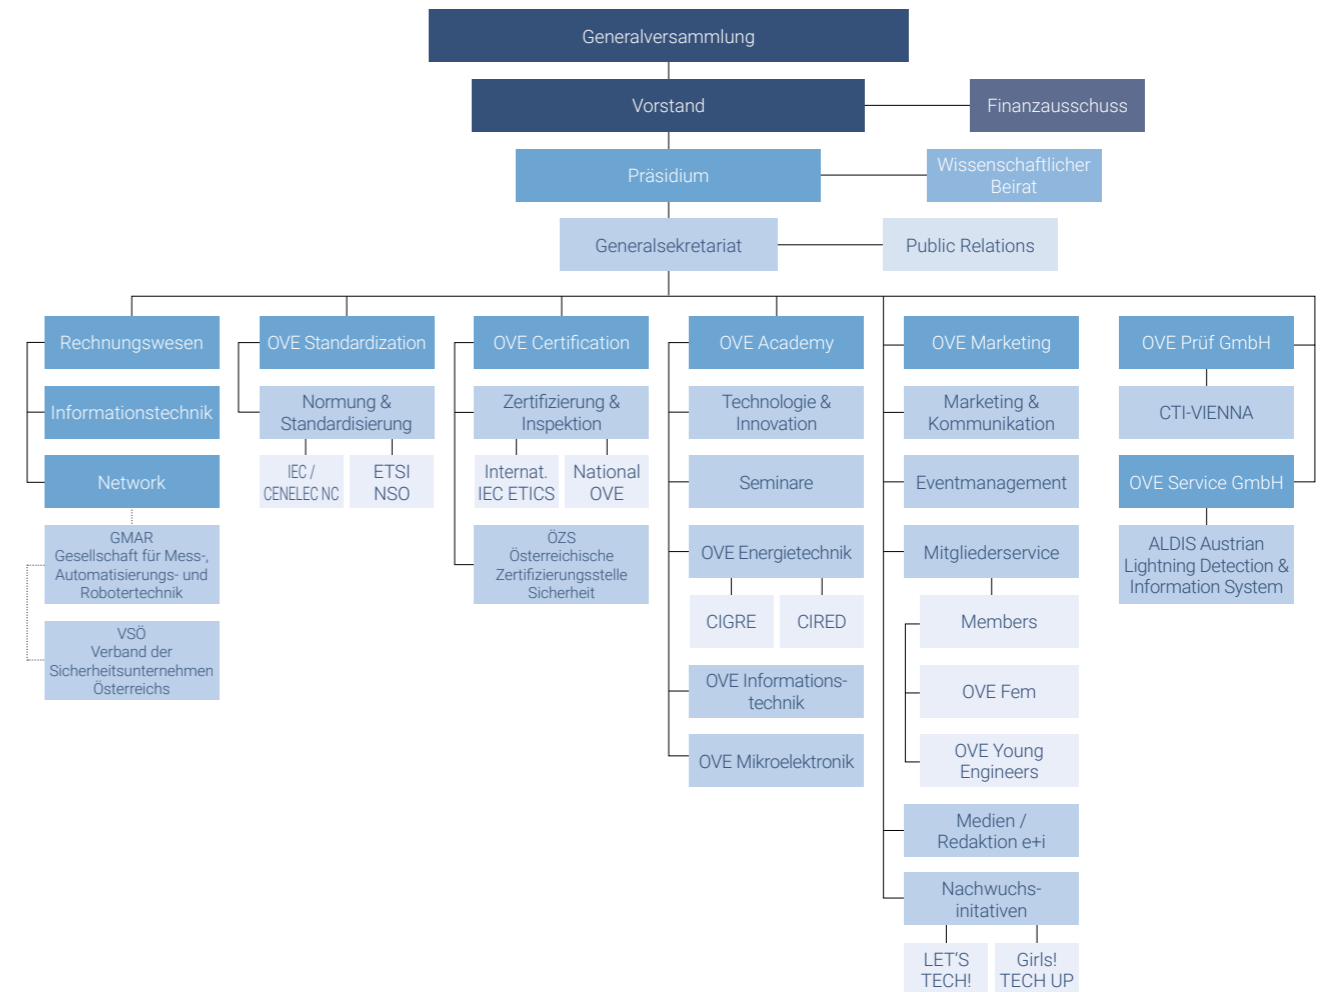 Generalversammlung
Vorstand
Finanzausschuss
Präsidium
Wissenschaftlicher
Beirat
Generalsekretariat
Public Relations
Rechnungswesen
Informationstechnik
Network
GMAR
Gesellschaft für Mess-,
Automatisierungs- und
Robotertechnik
VSÖ
Verband der
Sicherheitsunternehmen
Österreichs
OVE Standardization
Normung &
Standardisierung
IEC /
CENELEC NC
ETSI
NSO
OVE Certification
Zertifizierung &
Inspektion
Internat.
IEC ETICS
National
OVE
ÖZS
Österreichische
Zertifizierungsstelle
Sicherheit
OVE Academy
Technologie &
Innovation
Seminare
OVE Energietechnik
CIGRE
CIRED
OVE Informations-
technik
OVE Mikroelektronik
OVE Marketing
Marketing &
Kommunikation
Eventmanagement
Mitgliederservice
Members
OVE Fem
OVE Young
Engineers
Medien /
Redaktion e+i
Nachwuchs-
initativen
LET'S
TECH!
Girls!
TECH UP
OVE Prüf GmbH
CTI-VIENNA
OVE Service GmbH
ALDIS Austrian
Lightning Detection &
Information System